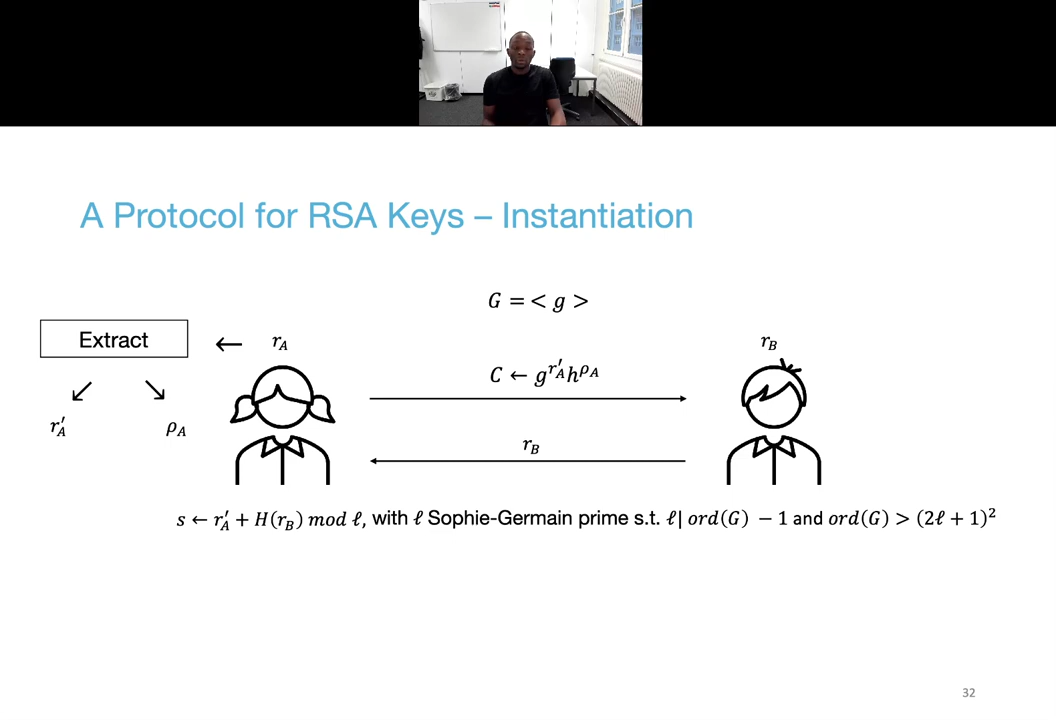 A Protocol for RSA Keys – Instantiation
G = < g >
Extract ← r_A
r_B
C ← g^{r'_A} h^{ρ_A}
r'_A
ρ_A
r_B
s ← r'_A + H(r_B) mod ℓ, with ℓ Sophie-Germain prime s.t. ℓ| ord(G) − 1 and ord(G) > (2ℓ + 1)²
32